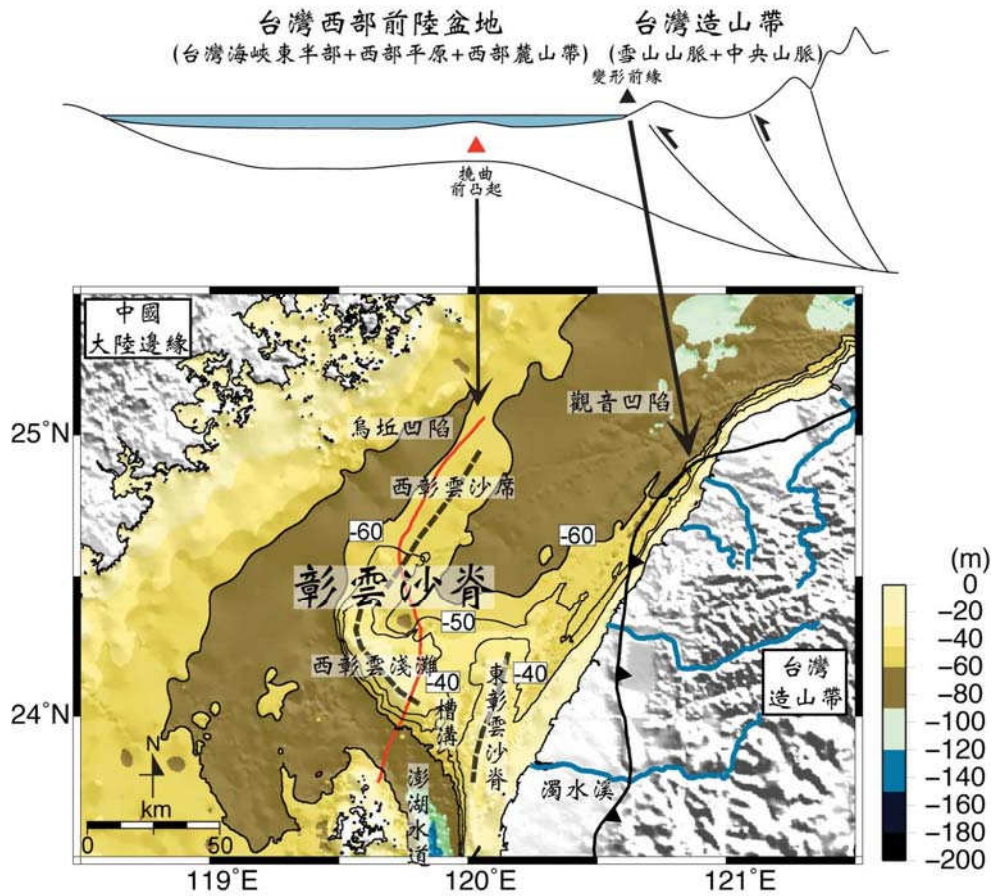 台灣西部前陸盆地
(台灣海峽東半部+西部平原+西部麓山帶)
台灣造山帶
(雪山山脈+中央山脈)
變形前緣
撓曲
前凸起
中國
大陸邊緣
觀音凹陷
烏坵凹陷
25°N
西彰雲沙席
-60
-60
彰雲沙脊
-50
西彰雲淺灘
-40
-40
東彰雲沙脊
槽溝
台灣
造山帶
24°N
N
km
0
50
澎湖水道
濁水溪
119°E
120°E
121°E
(m)
0
−20
−40
−60
−80
−100
−120
−140
−160
−180
−200